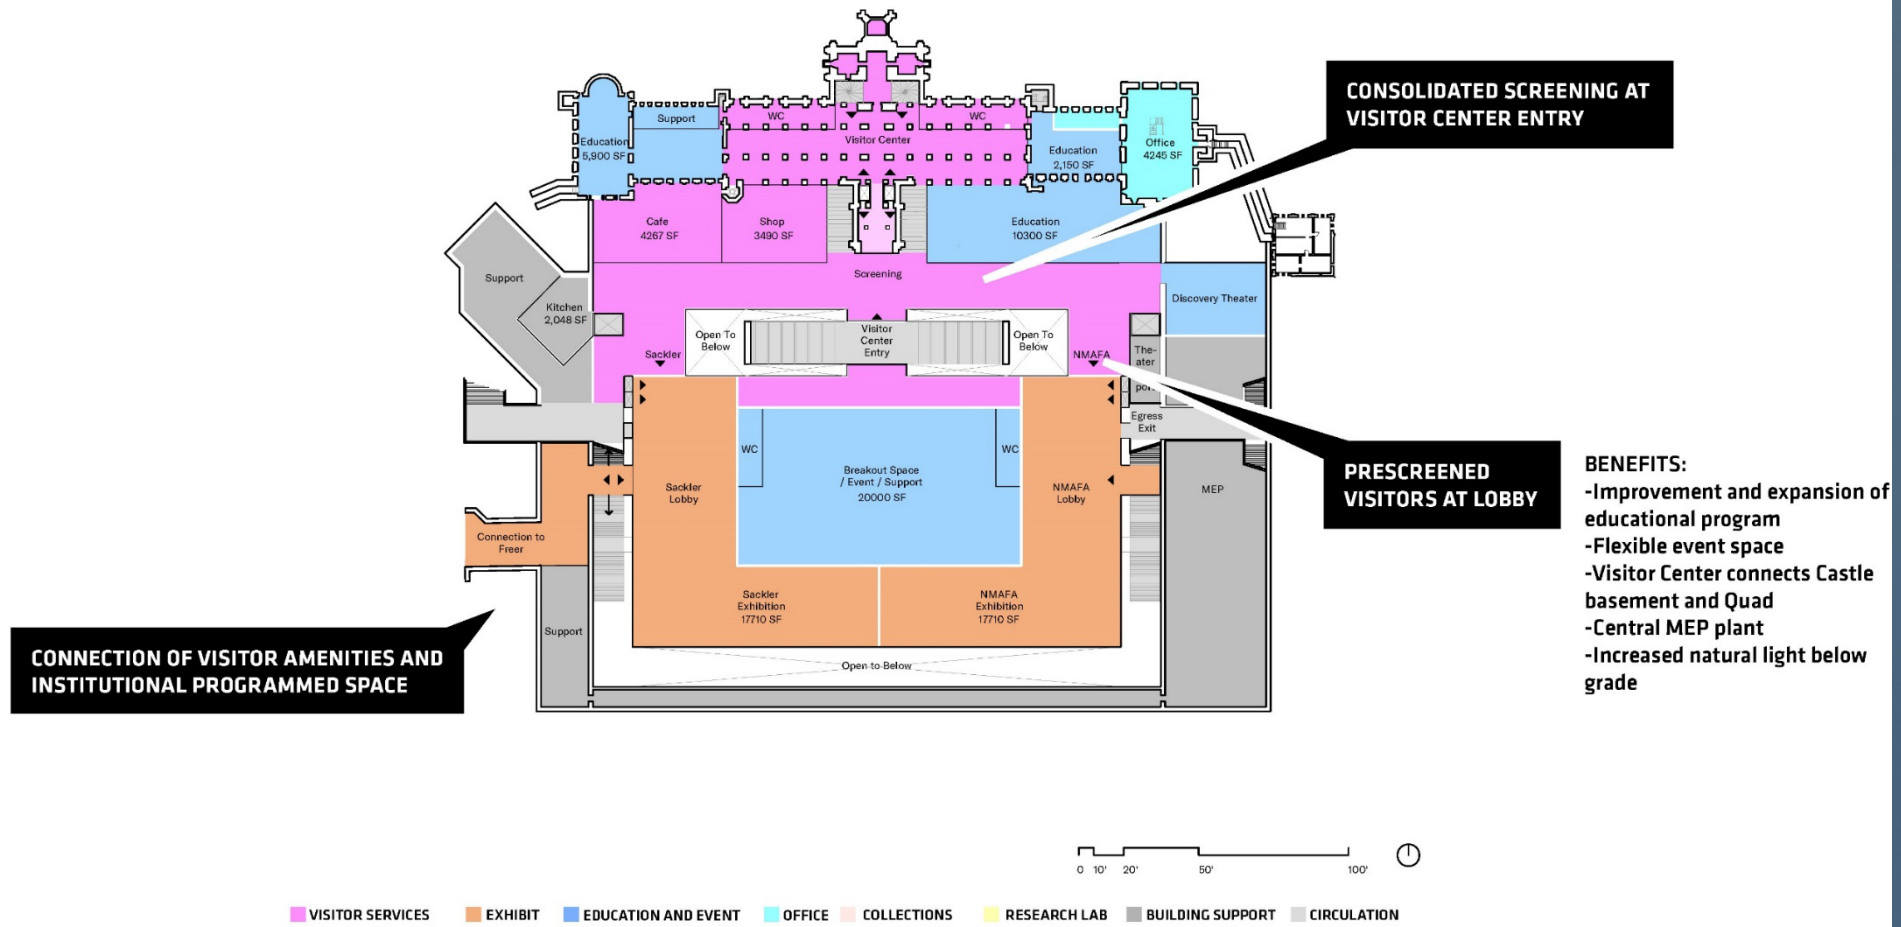 CONSOLIDATED SCREENING AT
VISITOR CENTER ENTRY
WC
WC
Support
Visitor Center
Education
5,900 SF
Education
2,150 SF
Office
4245 SF
Cafe
4267 SF
Shop
3490 SF
Education
10300 SF
Screening
Support
Kitchen
2,048 SF
Discovery Theater
Open To
Below
Visitor
Center
Entry
Open To
Below
Sackler
NMAFA
The-
ater
Egress
Exit
WC
WC
Breakout Space
/ Event / Support
20000 SF
Sackler
Lobby
NMAFA
Lobby
MEP
PRESCREENED
VISITORS AT LOBBY
Connection to
Freer
Sackler
Exhibition
17710 SF
NMAFA
Exhibition
17710 SF
Support
Open to Below
CONNECTION OF VISITOR AMENITIES AND
INSTITUTIONAL PROGRAMMED SPACE
BENEFITS:
-Improvement and expansion of
educational program
-Flexible event space
-Visitor Center connects Castle
basement and Quad
-Central MEP plant
-Increased natural light below
grade
0 10' 20' 50' 100'
VISITOR SERVICES EXHIBIT EDUCATION AND EVENT OFFICE COLLECTIONS RESEARCH LAB BUILDING SUPPORT CIRCULATION